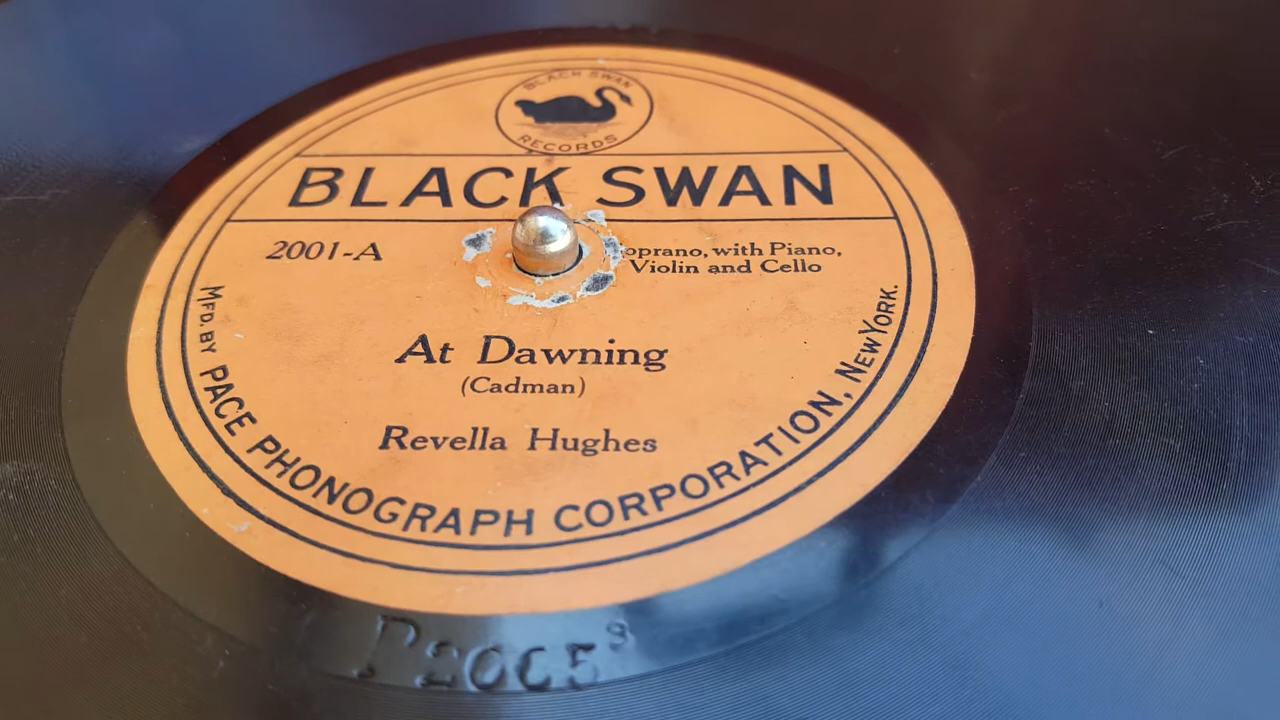 BLACK SWAN
RECORDS
BLACK SWAN
2001-A
oprano, with Piano,
Violin and Cello
At Dawning
(Cadman)
Revella Hughes
MFD. BY PACE PHONOGRAPH CORPORATION, NEW YORK.